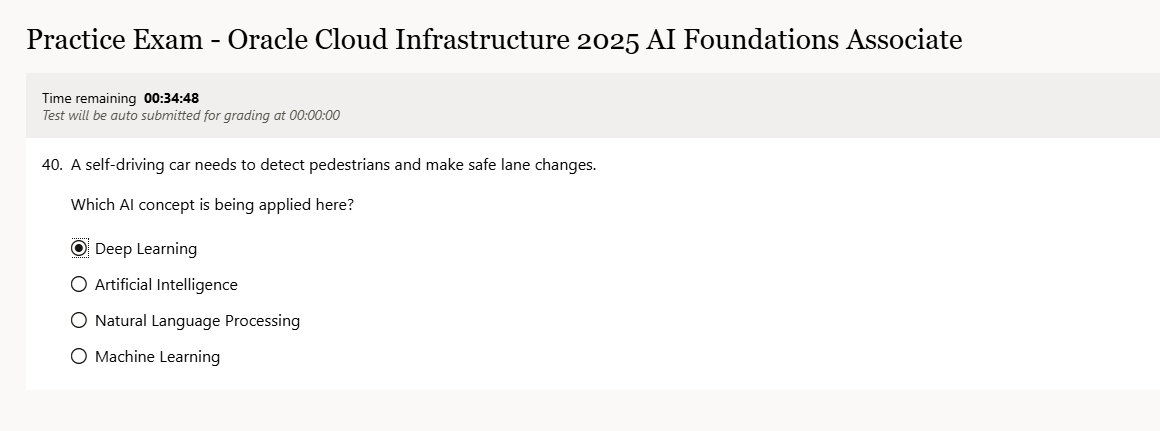 Practice Exam - Oracle Cloud Infrastructure 2025 AI Foundations Associate
Time remaining 00:34:48
Test will be auto submitted for grading at 00:00:00
40. A self-driving car needs to detect pedestrians and make safe lane changes.
Which AI concept is being applied here?
Deep Learning
Artificial Intelligence
Natural Language Processing
Machine Learning